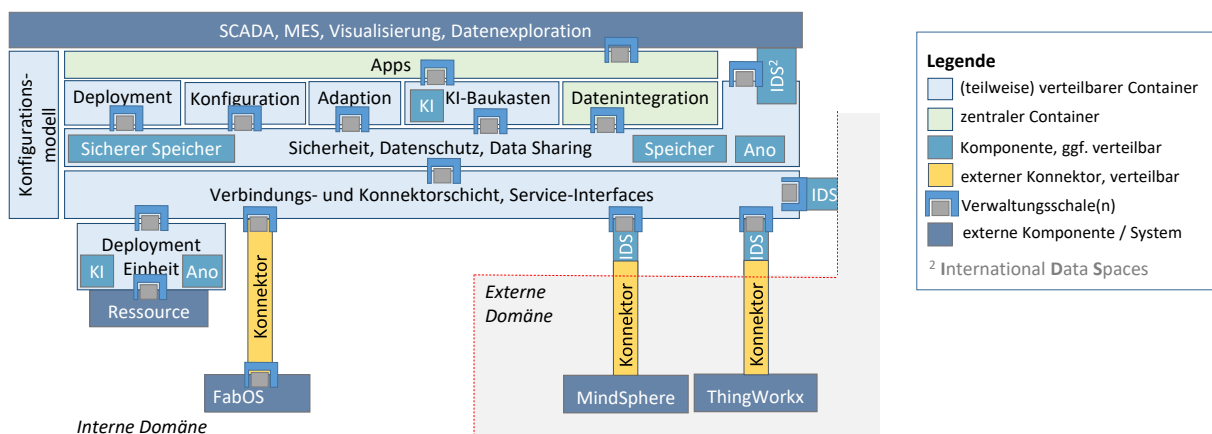 SCADA, MES, Visualisierung, Datenexploration
Konfigurations-
modell
Apps
IDS²
Deployment
Konfiguration
Adaption
KI
KI-Baukasten
Datenintegration
Sicherer Speicher
Sicherheit, Datenschutz, Data Sharing
Speicher
Ano
Verbindungs- und Konnektorschicht, Service-Interfaces
IDS
Deployment
Einheit
KI
Ano
Ressource
Konnektor
FabOS
Interne Domäne
Externe
Domäne
IDS
Konnektor
MindSphere
IDS
Konnektor
ThingWorkx
Legende
(teilweise) verteilbarer Container
zentraler Container
Komponente, ggf. verteilbar
externer Konnektor, verteilbar
Verwaltungsschale(n)
externe Komponente / System
² International Data Spaces